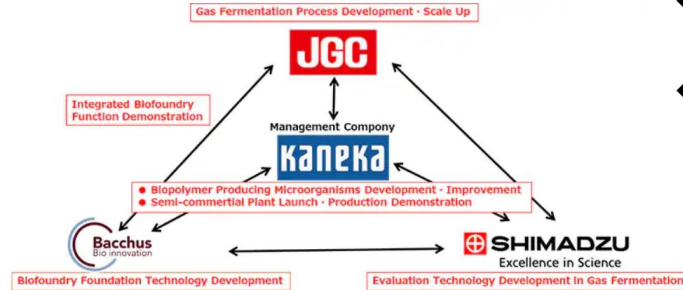 Gas Fermentation Process Development · Scale Up
JGC
Integrated Biofoundry
Function Demonstration
Management Compony
kaneka
● Biopolymer Producing Microorganisms Development · Improvement
● Semi-commertial Plant Launch · Production Demonstration
Bacchus
Bio innovation
SHIMADZU
Excellence in Science
Biofoundry Foundation Technology Development
Evaluation Technology Development in Gas Fermentation